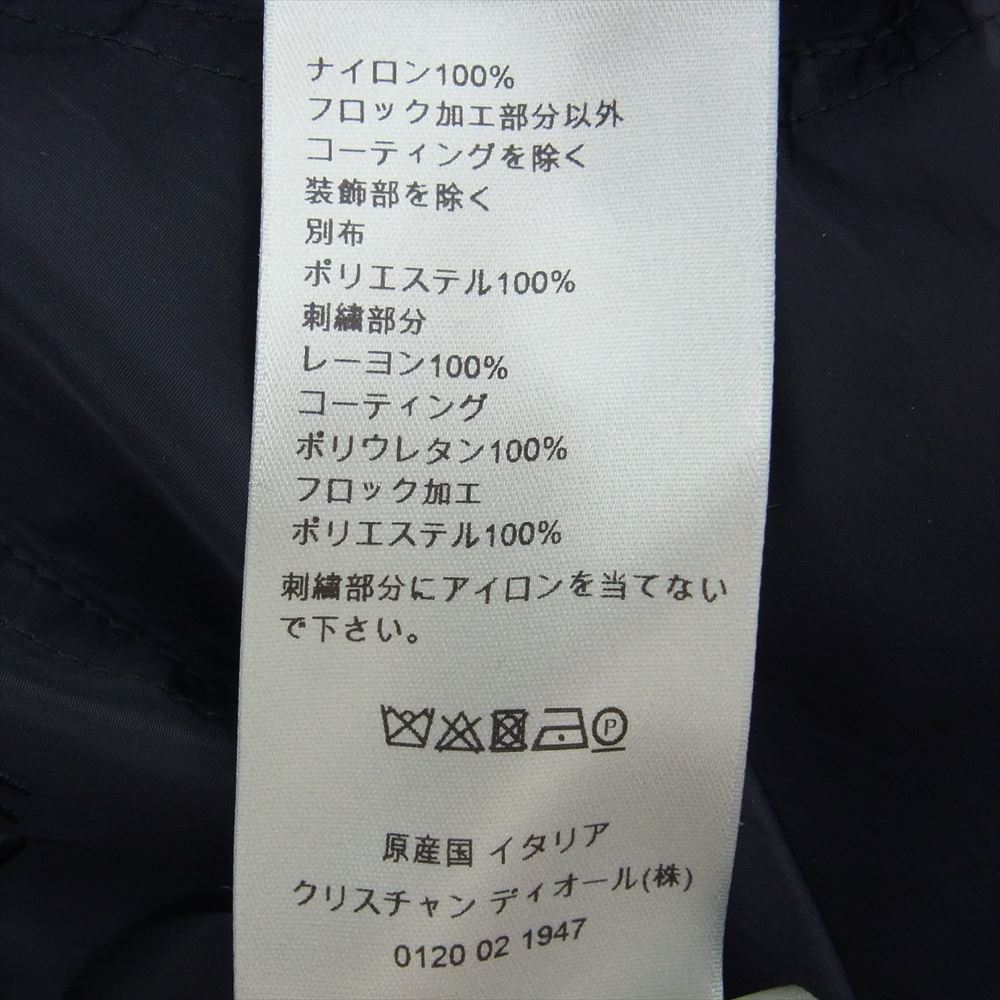 ナイロン100%
フロック加工部分以外
コーティングを除く
装飾部を除く
別布
ポリエステル100%
刺繍部分
レーヨン100%
コーティング
ポリウレタン100%
フロック加工
ポリエステル100%
刺繍部分にアイロンを当てない
で下さい。
P
原産国 イタリア
クリスチャン ディオール(株)
0120 02 1947